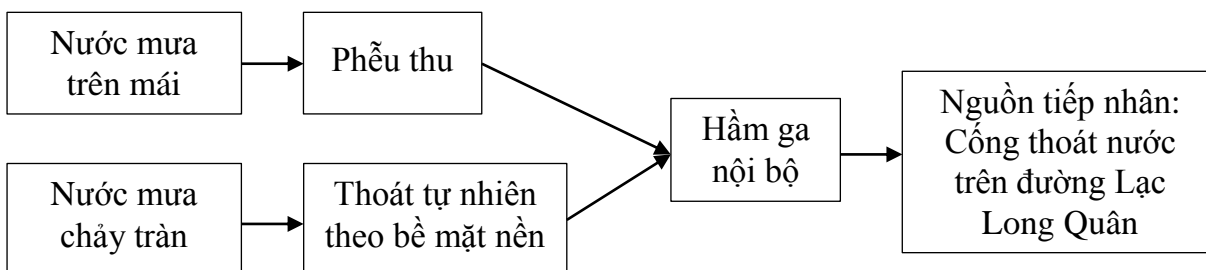 Nước mưa
trên mái
Phễu thu
Nước mưa
chảy tràn
Thoát tự nhiên
theo bề mặt nền
Hầm ga
nội bộ
Nguồn tiếp nhân:
Cống thoát nước
trên đường Lạc
Long Quân